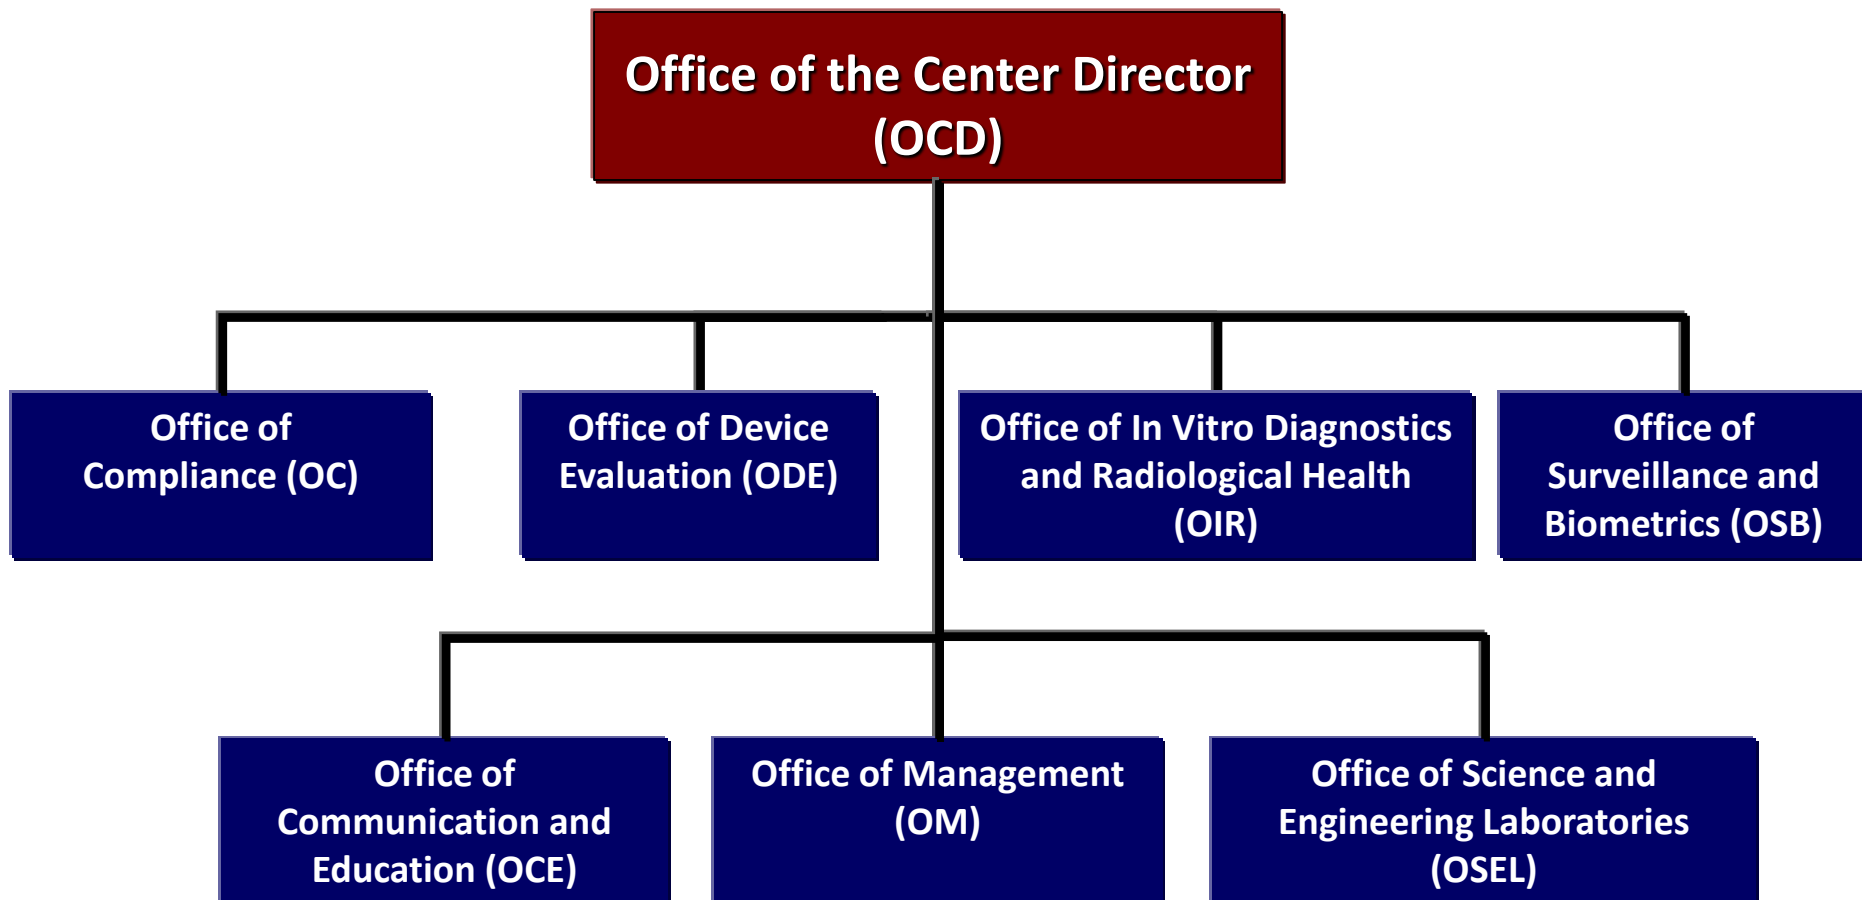 Office of the Center Director
(OCD)
Office of
Compliance (OC)
Office of Device
Evaluation (ODE)
Office of In Vitro Diagnostics
and Radiological Health
(OIR)
Office of
Surveillance and
Biometrics (OSB)
Office of
Communication and
Education (OCE)
Office of Management
(OM)
Office of Science and
Engineering Laboratories
(OSEL)